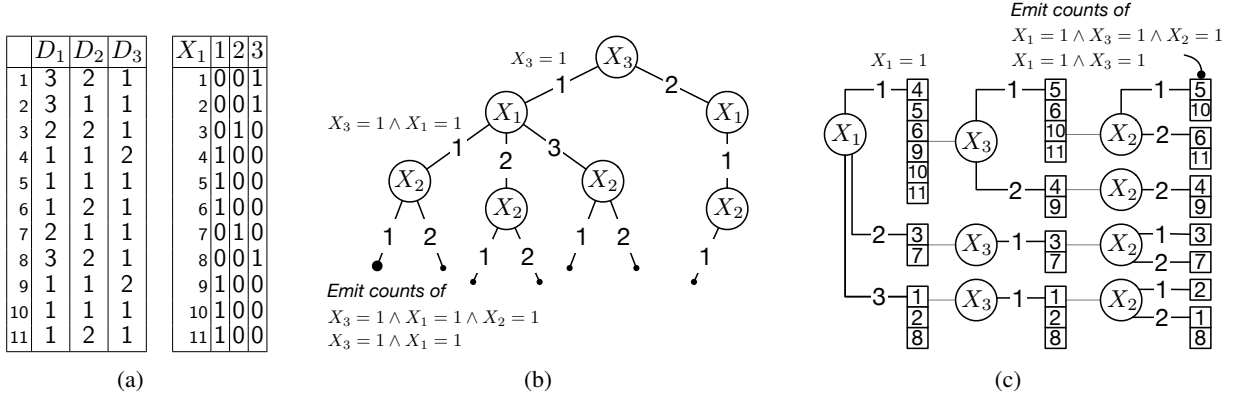 D₁ D₂ D₃
1 3 2 1
2 3 1 1
3 2 2 1
4 1 1 2
5 1 1 1
6 1 2 1
7 2 1 1
8 3 2 1
9 1 1 2
10 1 1 1
11 1 2 1
X₁ 1 2 3
1 0 0 1
2 0 0 1
3 0 1 0
4 1 0 0
5 1 0 0
6 1 0 0
7 0 1 0
8 0 0 1
9 1 0 0
10 1 0 0
11 1 0 0
(a)
X₃ = 1
X₃
1 2
X₃ = 1 ∧ X₁ = 1
X₁ X₁
1 2 3 1
X₂ X₂ X₂ X₂
1 2 1 2 1 2 1
Emit counts of
X₃ = 1 ∧ X₁ = 1 ∧ X₂ = 1
X₃ = 1 ∧ X₁ = 1
(b)
Emit counts of
X₁ = 1 ∧ X₃ = 1 ∧ X₂ = 1
X₁ = 1 ∧ X₃ = 1
X₁ = 1
X₁
1
4
5
6
9
10
11
X₃
1
5
6
10
11
X₂
1
5
10
2
6
11
2
4
9
X₂
2
4
9
2
3
7
X₃
1
3
7
X₂
1
3
2
7
3
1
2
8
X₃
1
1
2
8
X₂
1
2
2
1
8
(c)